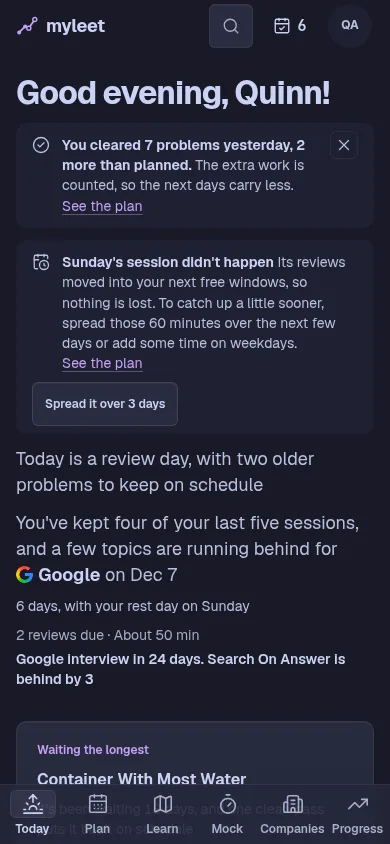 myleet
6
QA
Good evening, Quinn!
You cleared 7 problems yesterday, 2
more than planned. The extra work is
counted, so the next days carry less.
See the plan
Sunday's session didn't happen Its reviews
moved into your next free windows, so
nothing is lost. To catch up a little sooner,
spread those 60 minutes over the next few
days or add some time on weekdays.
See the plan
Spread it over 3 days
Today is a review day, with two older
problems to keep on schedule
You've kept four of your last five sessions,
and a few topics are running behind for
Google on Dec 7
6 days, with your rest day on Sunday
2 reviews due · About 50 min
Google interview in 24 days. Search On Answer is
behind by 3
Waiting the longest
Container With Most Water
been waiting and one clear
on schedule
Today
Plan
Learn
Mock
Companies
Progress